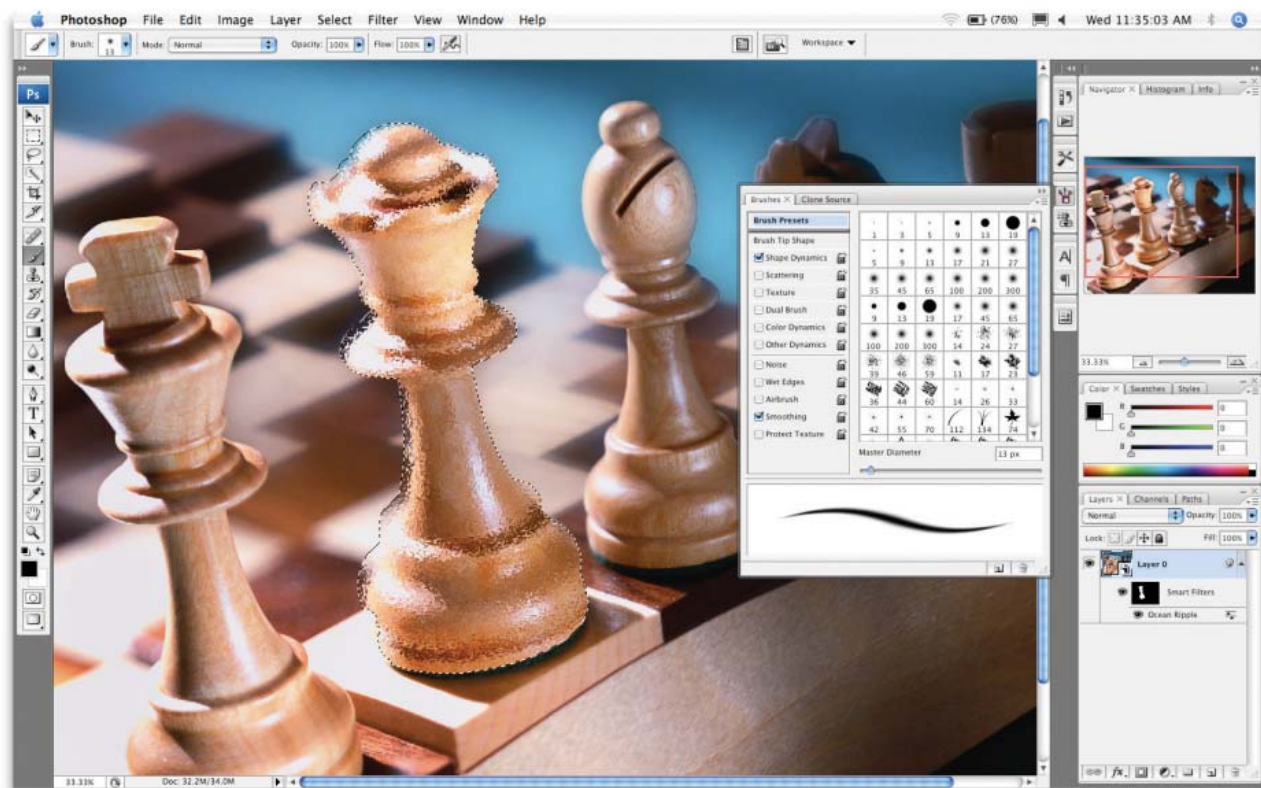 Photoshop File Edit Image Layer Select Filter View Window Help (76%) Wed 11:35:03 AM
Brush: 13 Mode: Normal Opacity: 100% Flow: 100% Workspace
Ps
Navigator × Histogram Info
33.33%
Brushes × Clone Source
Brush Presets
Brush Tip Shape
Shape Dynamics
Scattering
Texture
Dual Brush
Color Dynamics
Other Dynamics
Noise
Wet Edges
Airbrush
Smoothing
Protect Texture
1 3 5 9 13 19
5 9 13 17 21 27
35 45 65 100 200 300
9 13 19 17 45 65
100 200 300 14 24 27
39 46 59 11 17 23
36 44 60 14 26 33
42 55 70 112 134 74
Master Diameter 13 px
Color × Swatches Styles
R 0
G 0
B 0
Layers × Channels Paths
Normal Opacity: 100%
Lock: Fill: 100%
Layer 0
Smart Filters
Ocean Ripple
33.33% Doc: 32.2M/34.0M